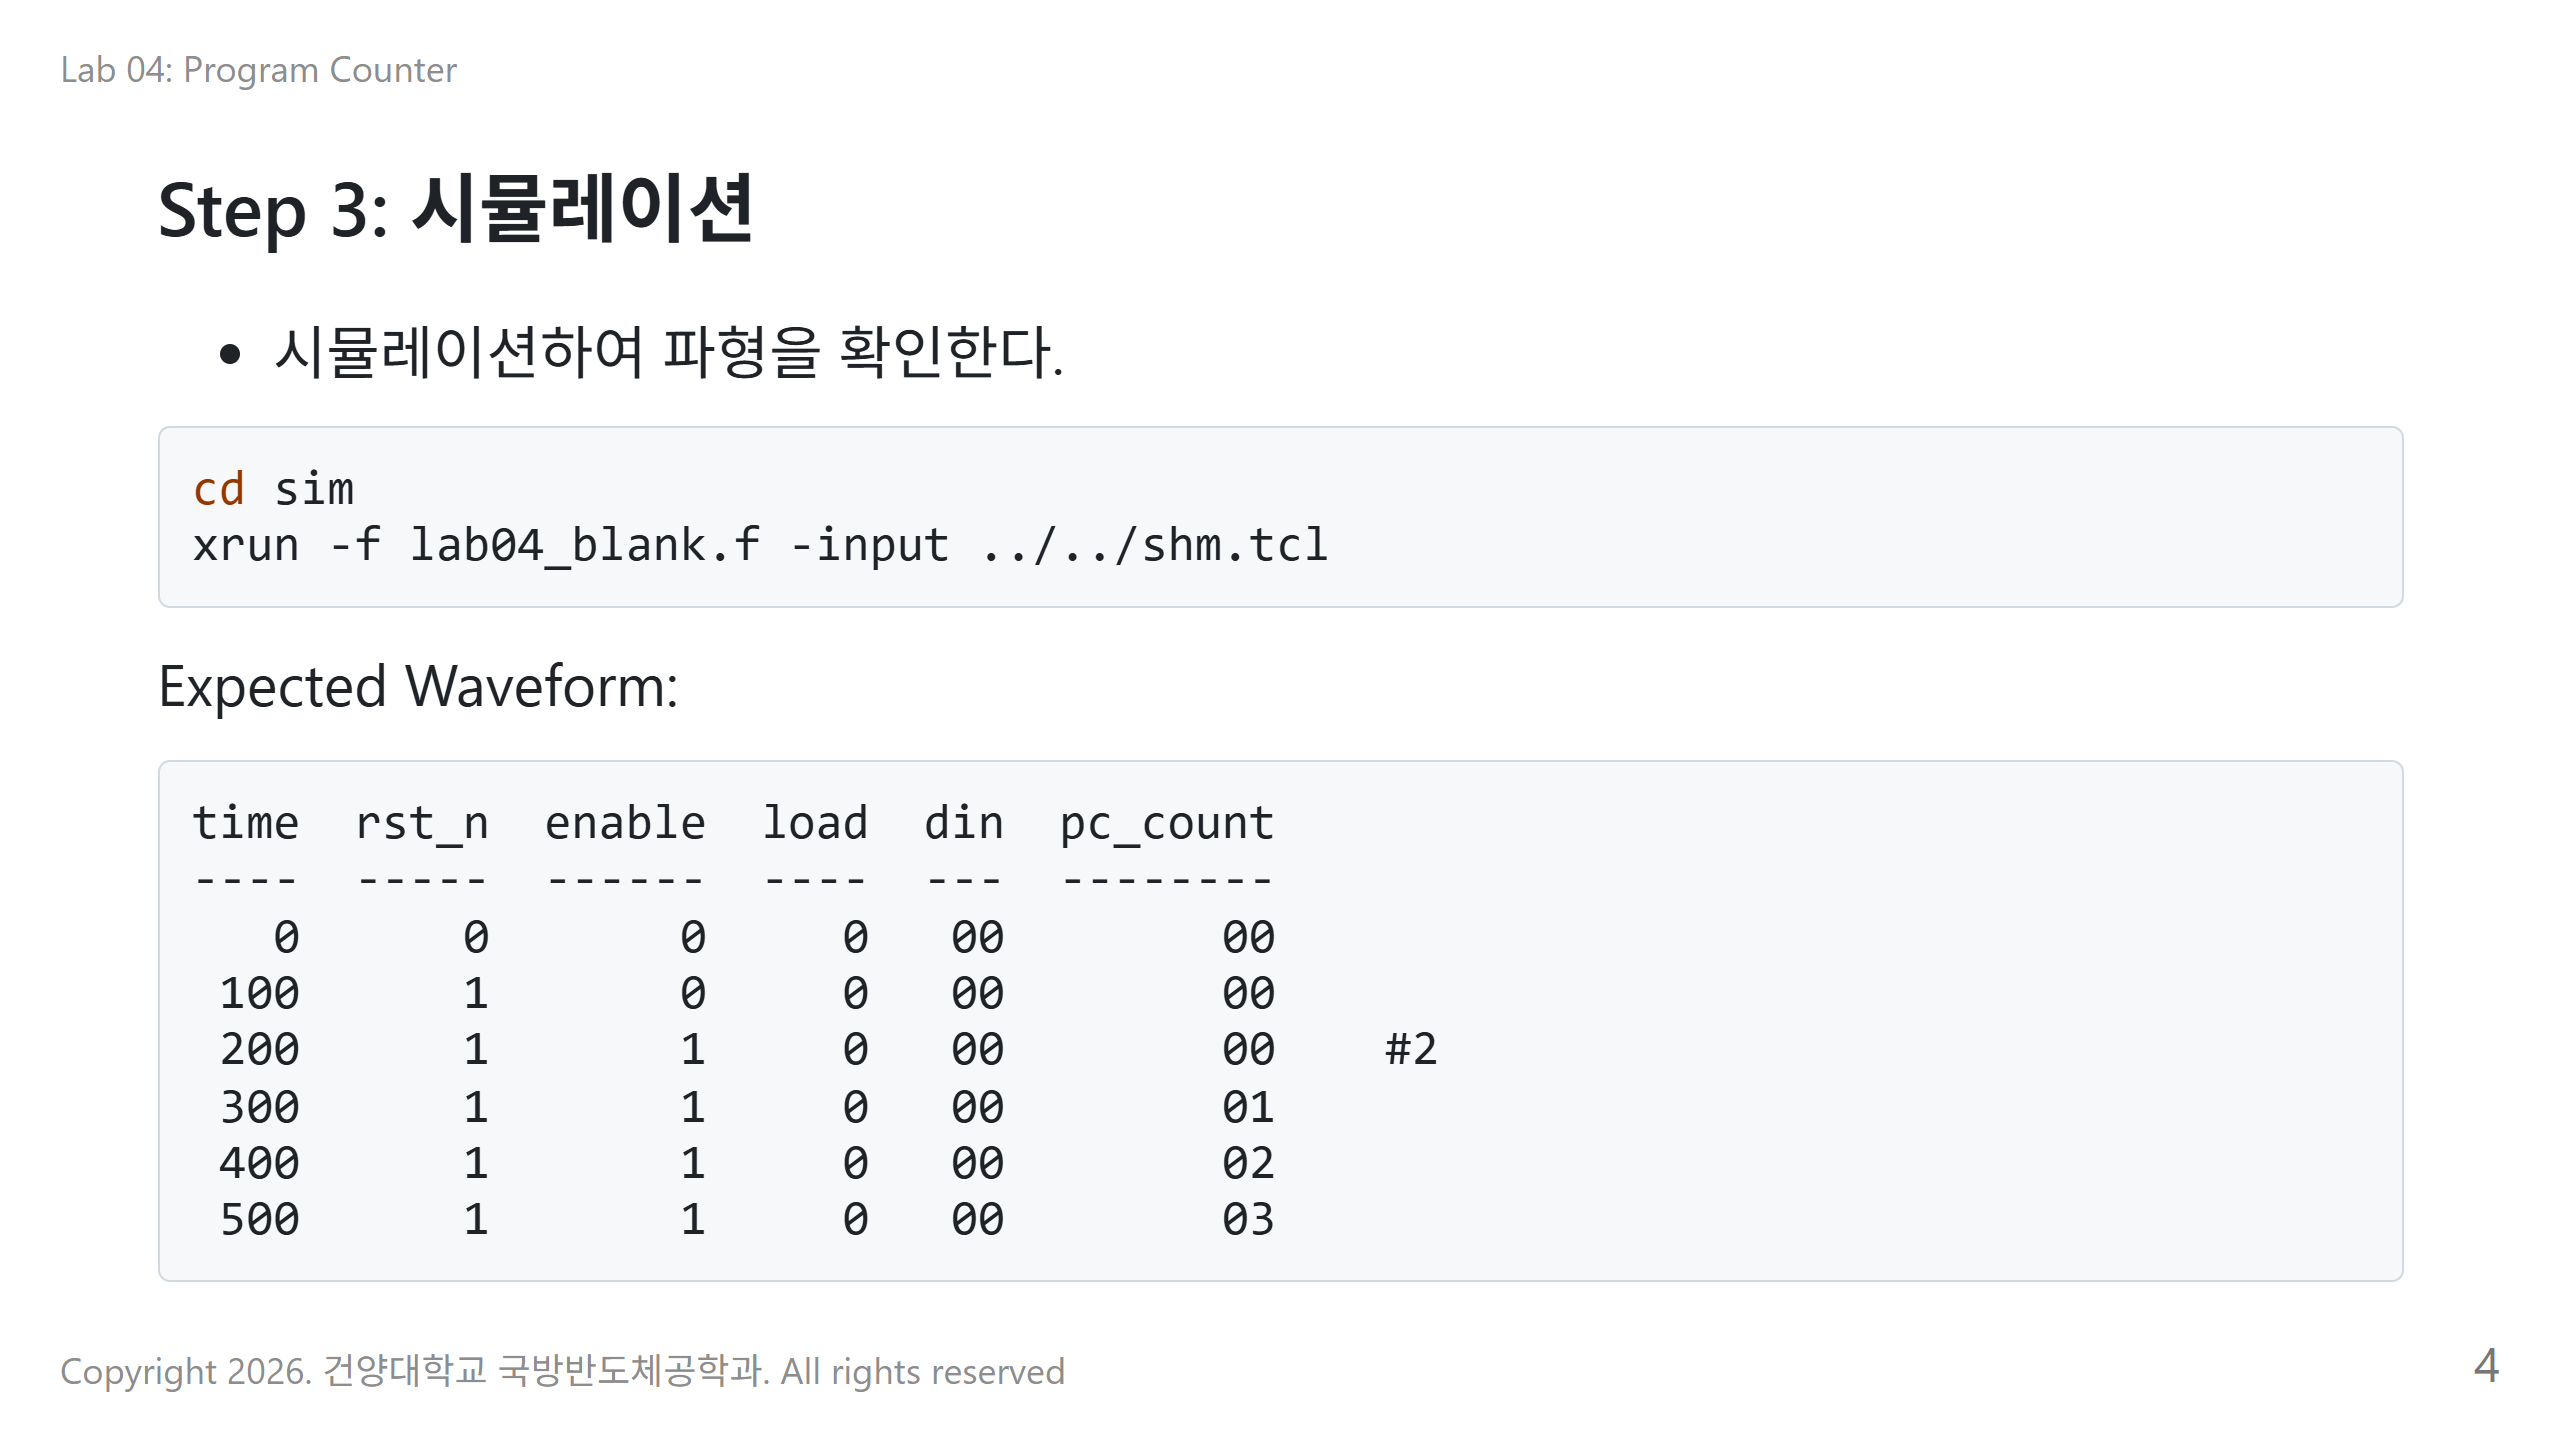 Lab 04: Program Counter
Step 3: 시뮬레이션
• 시뮬레이션하여 파형을 확인한다.
cd sim
xrun -f lab04_blank.f -input ../../shm.tcl
Expected Waveform:
time  rst_n  enable  load  din  pc_count
----  -----  ------  ----  ---  --------
   0      0       0     0   00        00
 100      1       0     0   00        00
 200      1       1     0   00        00    #2
 300      1       1     0   00        01
 400      1       1     0   00        02
 500      1       1     0   00        03
Copyright 2026. 건양대학교 국방반도체공학과. All rights reserved
4